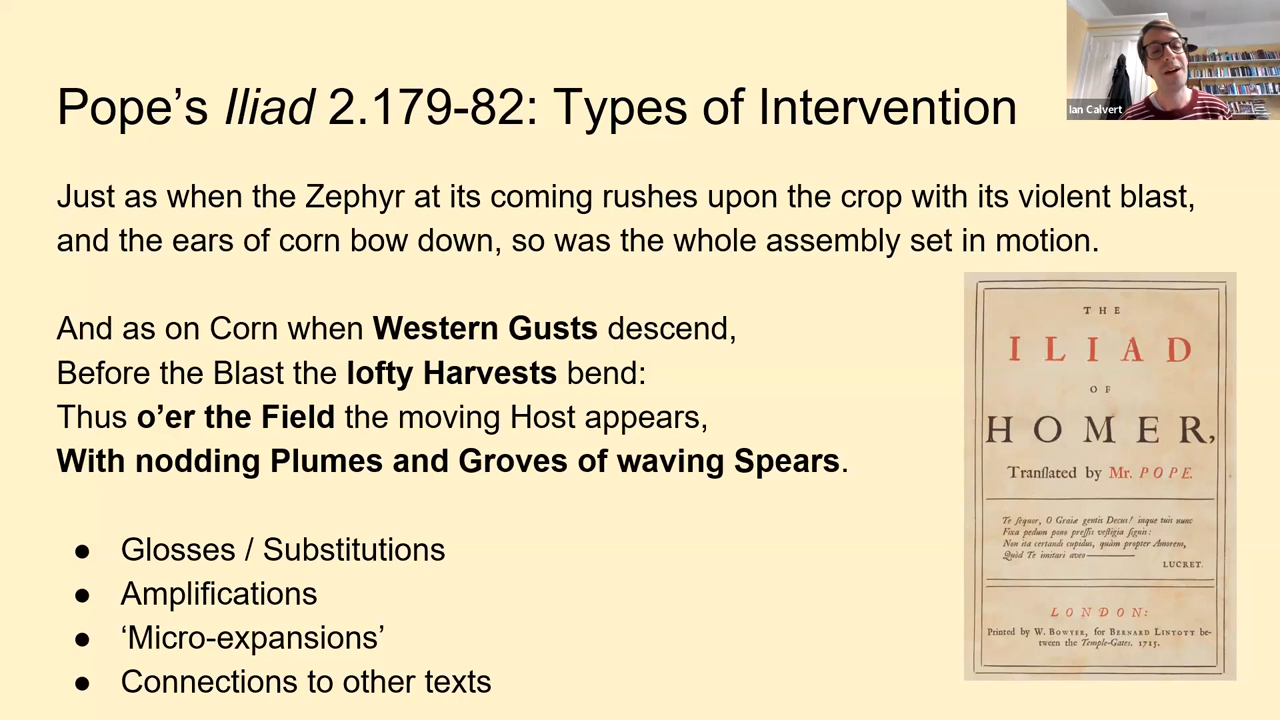 Ian Calvert
Pope’s Iliad 2.179-82: Types of Intervention
Just as when the Zephyr at its coming rushes upon the crop with its violent blast,
and the ears of corn bow down, so was the whole assembly set in motion.
And as on Corn when Western Gusts descend,
Before the Blast the lofty Harvests bend:
Thus o’er the Field the moving Host appears,
With nodding Plumes and Groves of waving Spears.
● Glosses / Substitutions
● Amplifications
● ‘Micro-expansions’
● Connections to other texts
THE
ILIAD
OF
HOMER,
Tranſlated by Mr. POPE.
Te ſequor, O Graiæ gentis Decus! inque tuis nunc
Fixa pedum pono preſſis veſtigia ſignis:
Non ita certandi cupidus, quàm propter Amorem,
Quòd Te imitari aveo———
LUCRET.
LONDON:
Printed by W. BOWYER, for BERNARD LINTOTT be-
tween the Temple-Gates. 1715.